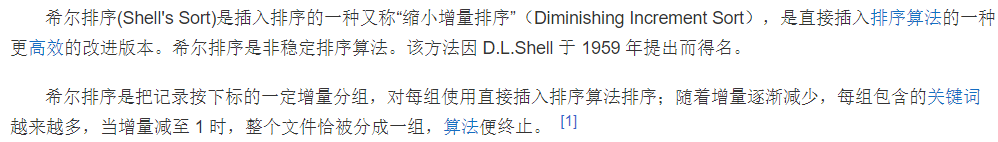 希尔排序(Shell's Sort)是插入排序的一种又称“缩小增量排序”（Diminishing Increment Sort），是直接插入排序算法的一种
更高效的改进版本。希尔排序是非稳定排序算法。该方法因 D.L.Shell 于 1959 年提出而得名。
希尔排序是把记录按下标的一定增量分组，对每组使用直接插入排序算法排序；随着增量逐渐减少，每组包含的关键词
越来越多，当增量减至 1 时，整个文件恰被分成一组，算法便终止。 [1]